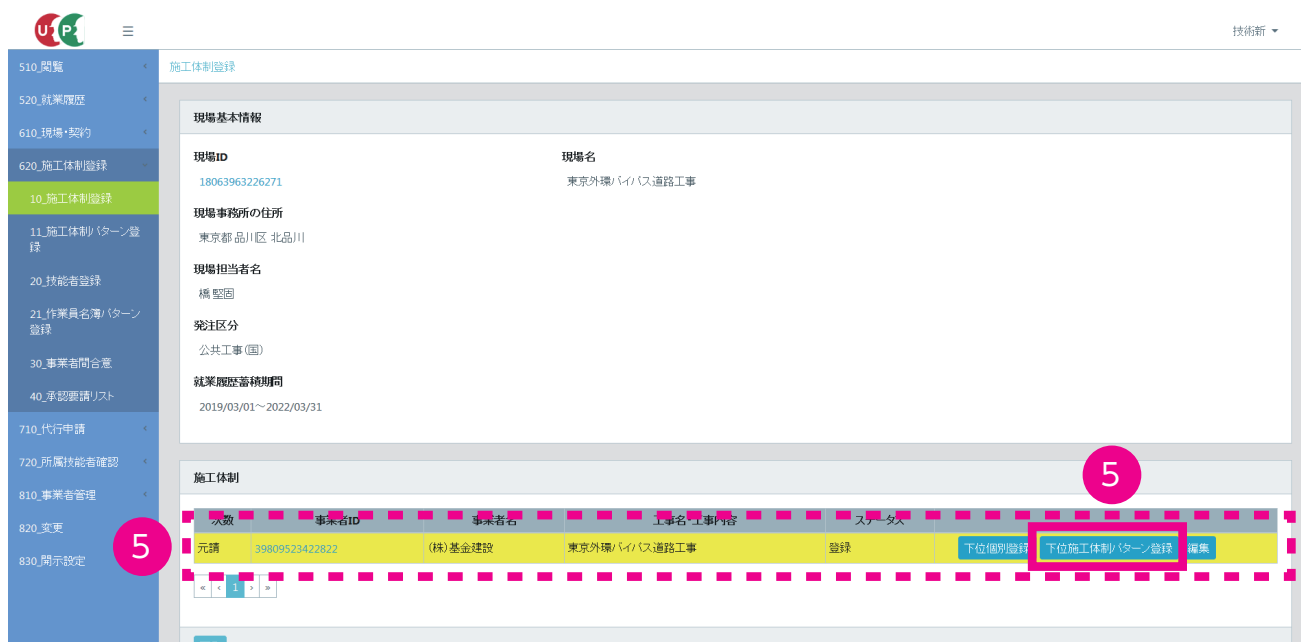 UP
☰
技術新
510_閲覧
520_就業履歴
610_現場・契約
620_施工体制登録
10_施工体制登録
11_施工体制パターン登
録
20_技能者登録
21_作業員名簿パターン
登録
30_事業者間合意
40_承認要請リスト
710_代行申請
720_所属技能者確認
810_事業者管理
820_変更
830_開示設定
施工体制登録
現場基本情報
現場ID 現場名
18063963226271 東京外環バイパス道路工事
現場事務所の住所
東京都 品川区 北品川
現場担当者名
橋 堅固
発注区分
公共工事(国)
就業履歴蓄積期間
2019/03/01～2022/03/31
施工体制
5
次数 事業者ID 事業者名 工事名・工事内容 ステータス
5
元請 39809523422822 (株)基金建設 東京外環バイパス道路工事 登録 下位個別登録 下位施工体制パターン登録 編集
« ‹ 1 › »